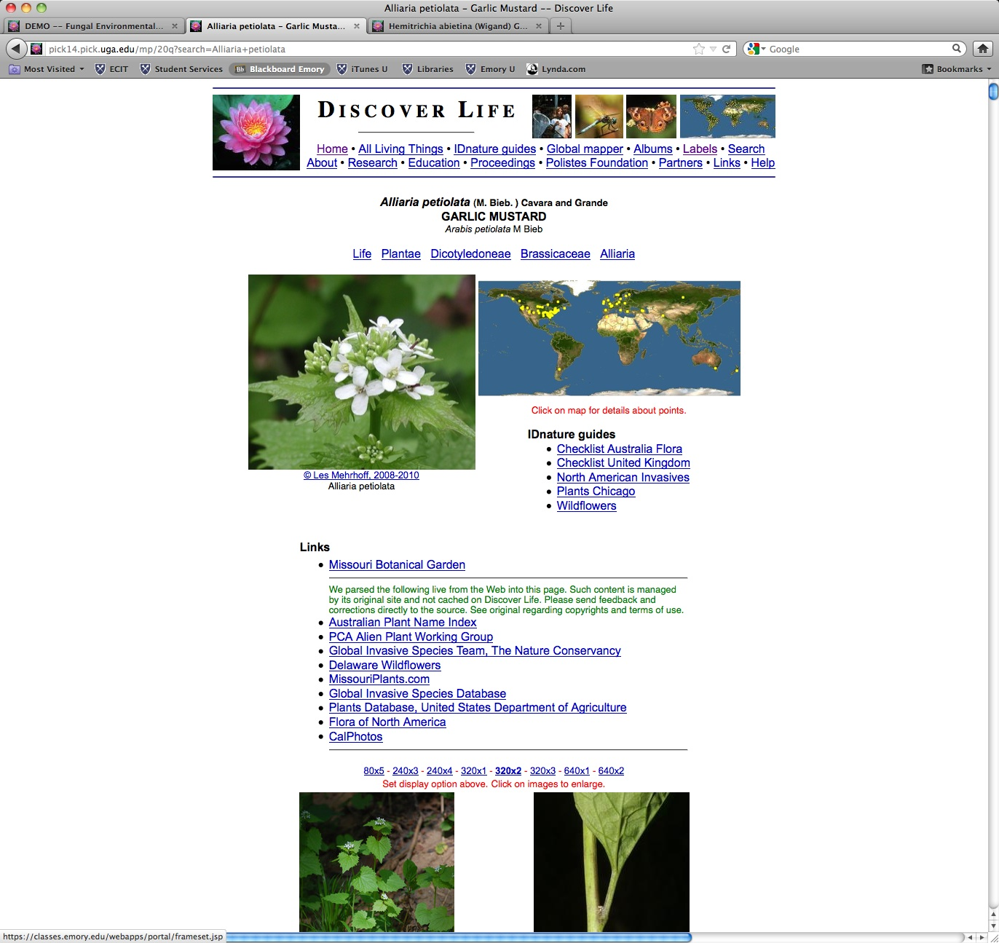 Alliaria petiolata - Garlic Mustard -- Discover Life
DEMO -- Fungal Environmental...
Alliaria petiolata - Garlic Musta...
Hemitrichia abietina (Wigand) G...
pick14.pick.uga.edu/mp/20q?search=Alliaria+petiolata
Google
Most Visited
ECIT
Student Services
Bb Blackboard Emory
iTunes U
Libraries
Emory U
Lynda.com
Bookmarks
DISCOVER LIFE
Home • All Living Things • IDnature guides • Global mapper • Albums • Labels • Search
About • Research • Education • Proceedings • Polistes Foundation • Partners • Links • Help
Alliaria petiolata (M. Bieb. ) Cavara and Grande
GARLIC MUSTARD
Arabis petiolata M Bieb
Life Plantae Dicotyledoneae Brassicaceae Alliaria
© Les Mehrhoff, 2008-2010
Alliaria petiolata
Click on map for details about points.
IDnature guides
• Checklist Australia Flora
• Checklist United Kingdom
• North American Invasives
• Plants Chicago
• Wildflowers
Links
• Missouri Botanical Garden
We parsed the following live from the Web into this page. Such content is managed
by its original site and not cached on Discover Life. Please send feedback and
corrections directly to the source. See original regarding copyrights and terms of use.
• Australian Plant Name Index
• PCA Alien Plant Working Group
• Global Invasive Species Team, The Nature Conservancy
• Delaware Wildflowers
• MissouriPlants.com
• Global Invasive Species Database
• Plants Database, United States Department of Agriculture
• Flora of North America
• CalPhotos
80x5 - 240x3 - 240x4 - 320x1 - 320x2 - 320x3 - 640x1 - 640x2
Set display option above. Click on images to enlarge.
https://classes.emory.edu/webapps/portal/frameset.jsp